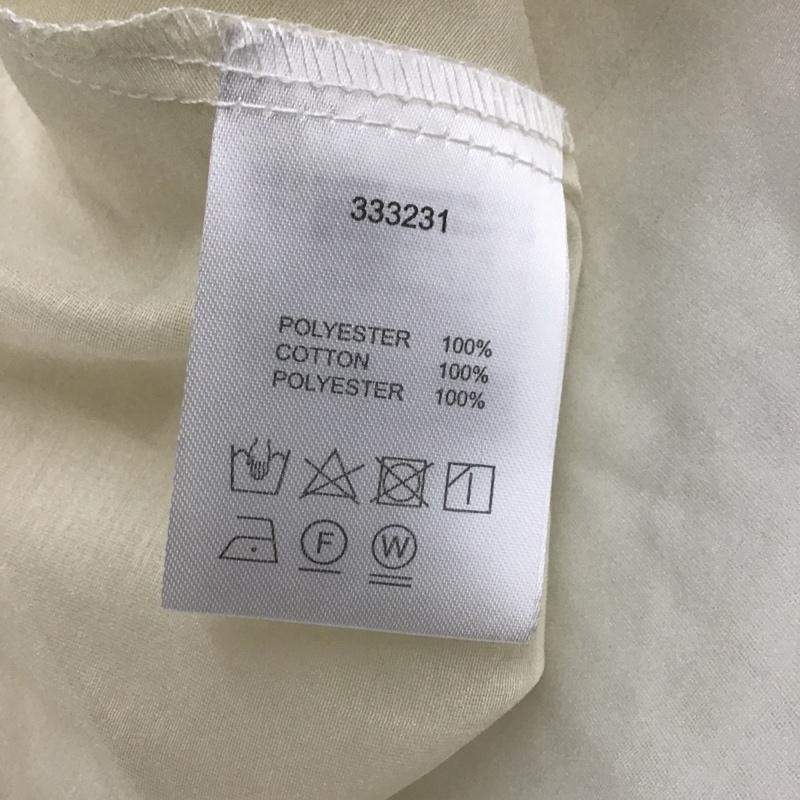 333231
POLYESTER 100%
COTTON 100%
POLYESTER 100%
F W